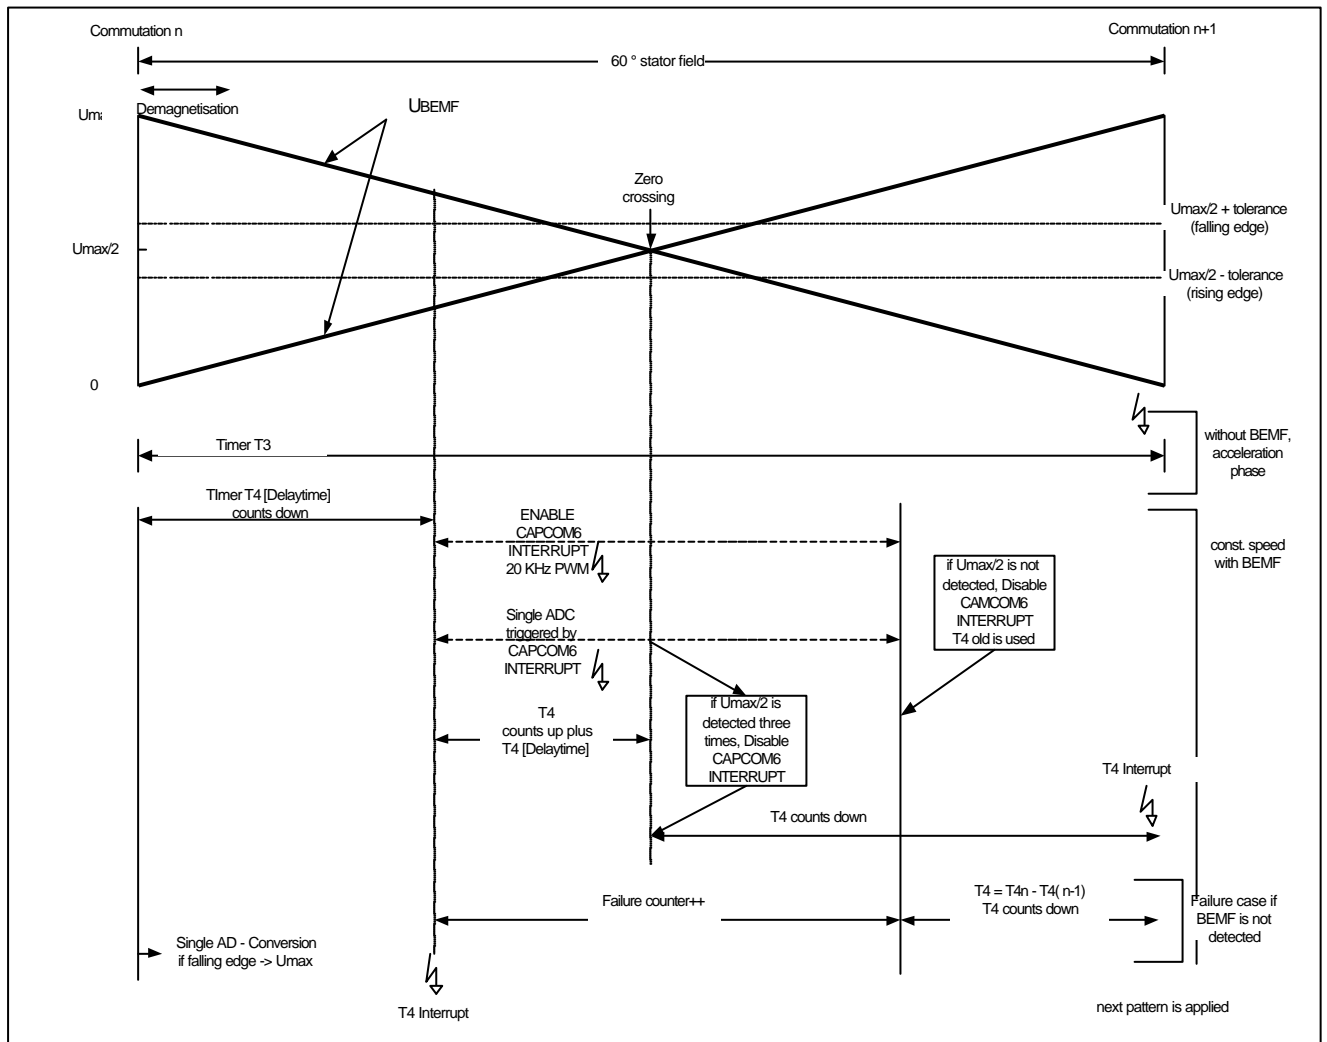 Commutation n
Commutation n+1
60 ° stator field
Demagnetisation
UBEMF
Uma
Zero
crossing
Umax/2 + tolerance
(falling edge)
Umax/2
Umax/2 - tolerance
(rising edge)
0
Timer T3
without BEMF,
acceleration
phase
TImer T4 [Delaytime]
counts down
ENABLE
CAPCOM6
INTERRUPT
20 KHz PWM
const. speed
with BEMF
if Umax/2 is not
detected, Disable
CAMCOM6
INTERRUPT
T4 old is used
Single ADC
triggered by
CAPCOM6
INTERRUPT
T4
counts up plus
T4 [Delaytime]
if Umax/2 is
detected three
times, Disable
CAPCOM6
INTERRUPT
T4 Interrupt
T4 counts down
Failure counter++
T4 = T4n - T4( n-1)
T4 counts down
Failure case if
BEMF is not
detected
Single AD - Conversion
if falling edge -> Umax
T4 Interrupt
next pattern is applied